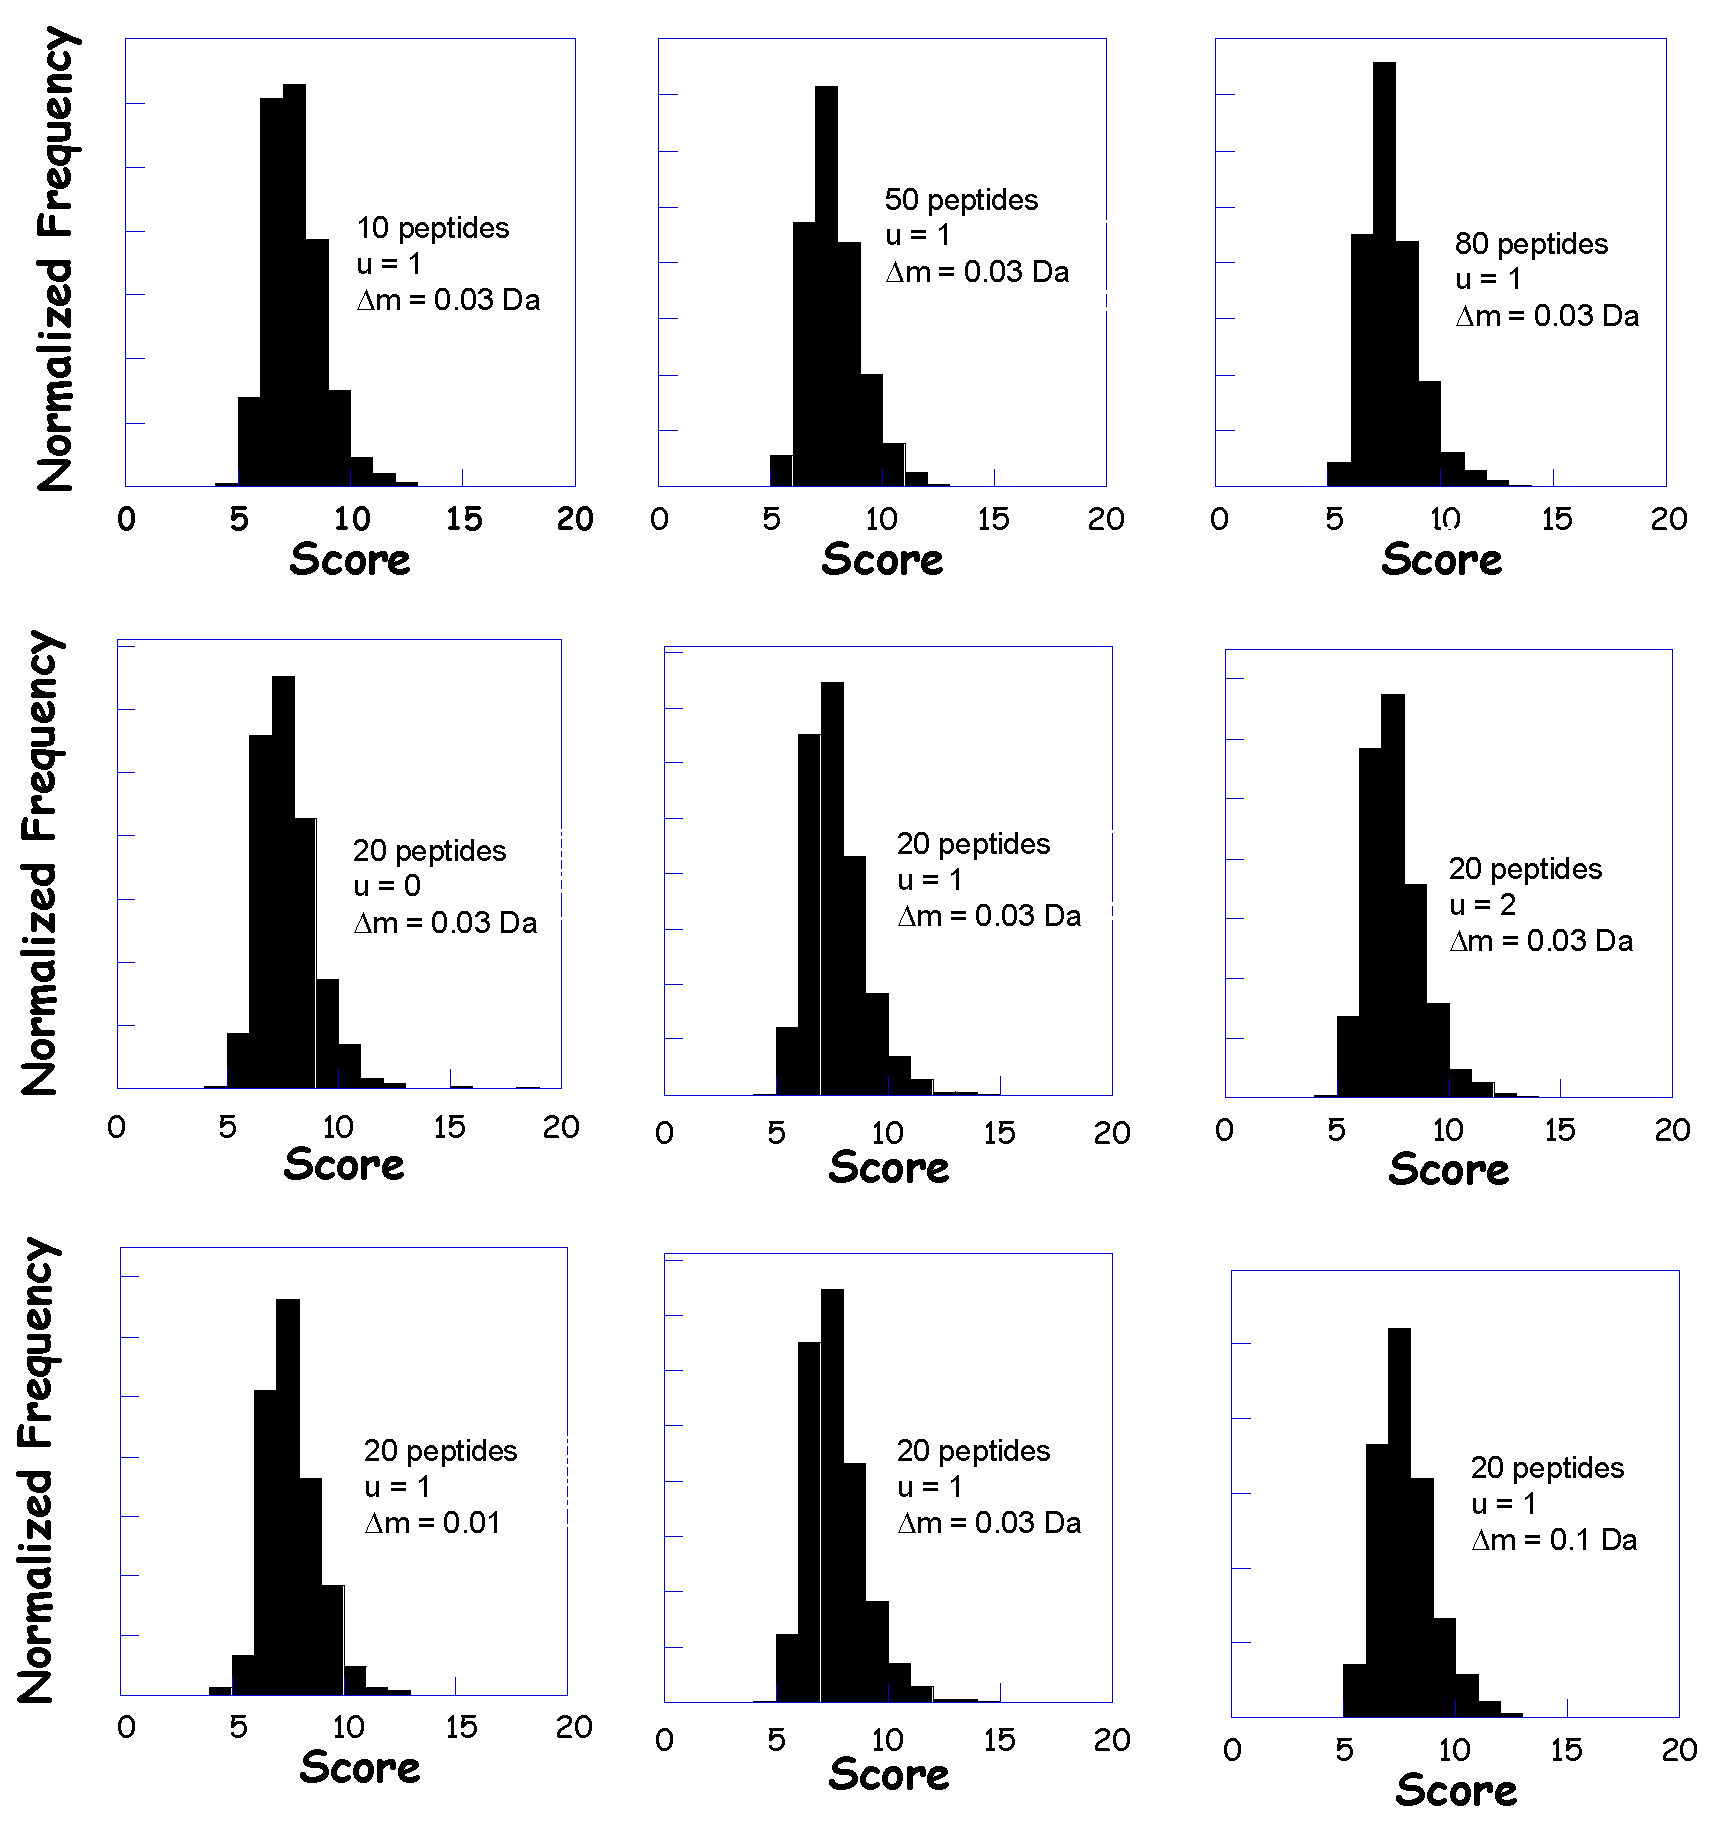 Normalized Frequency
10 peptides
u = 1
Δm = 0.03 Da
0 5 10 15 20
Score
50 peptides
u = 1
Δm = 0.03 Da
0 5 10 15 20
Score
80 peptides
u = 1
Δm = 0.03 Da
0 5 10 15 20
Score
Normalized Frequency
20 peptides
u = 0
Δm = 0.03 Da
0 5 10 15 20
Score
20 peptides
u = 1
Δm = 0.03 Da
0 5 10 15 20
Score
20 peptides
u = 2
Δm = 0.03 Da
0 5 10 15 20
Score
Normalized Frequency
20 peptides
u = 1
Δm = 0.01
0 5 10 15 20
Score
20 peptides
u = 1
Δm = 0.03 Da
0 5 10 15 20
Score
20 peptides
u = 1
Δm = 0.1 Da
0 5 10 15 20
Score